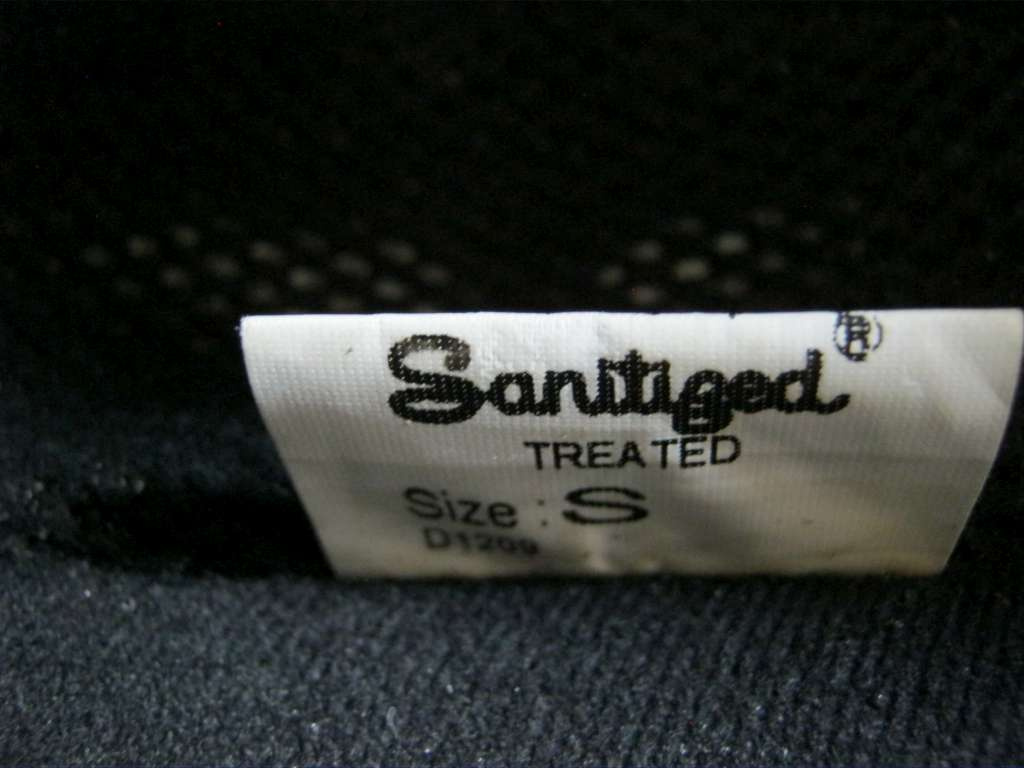 Sanitized®
TREATED
Size : S
D1209